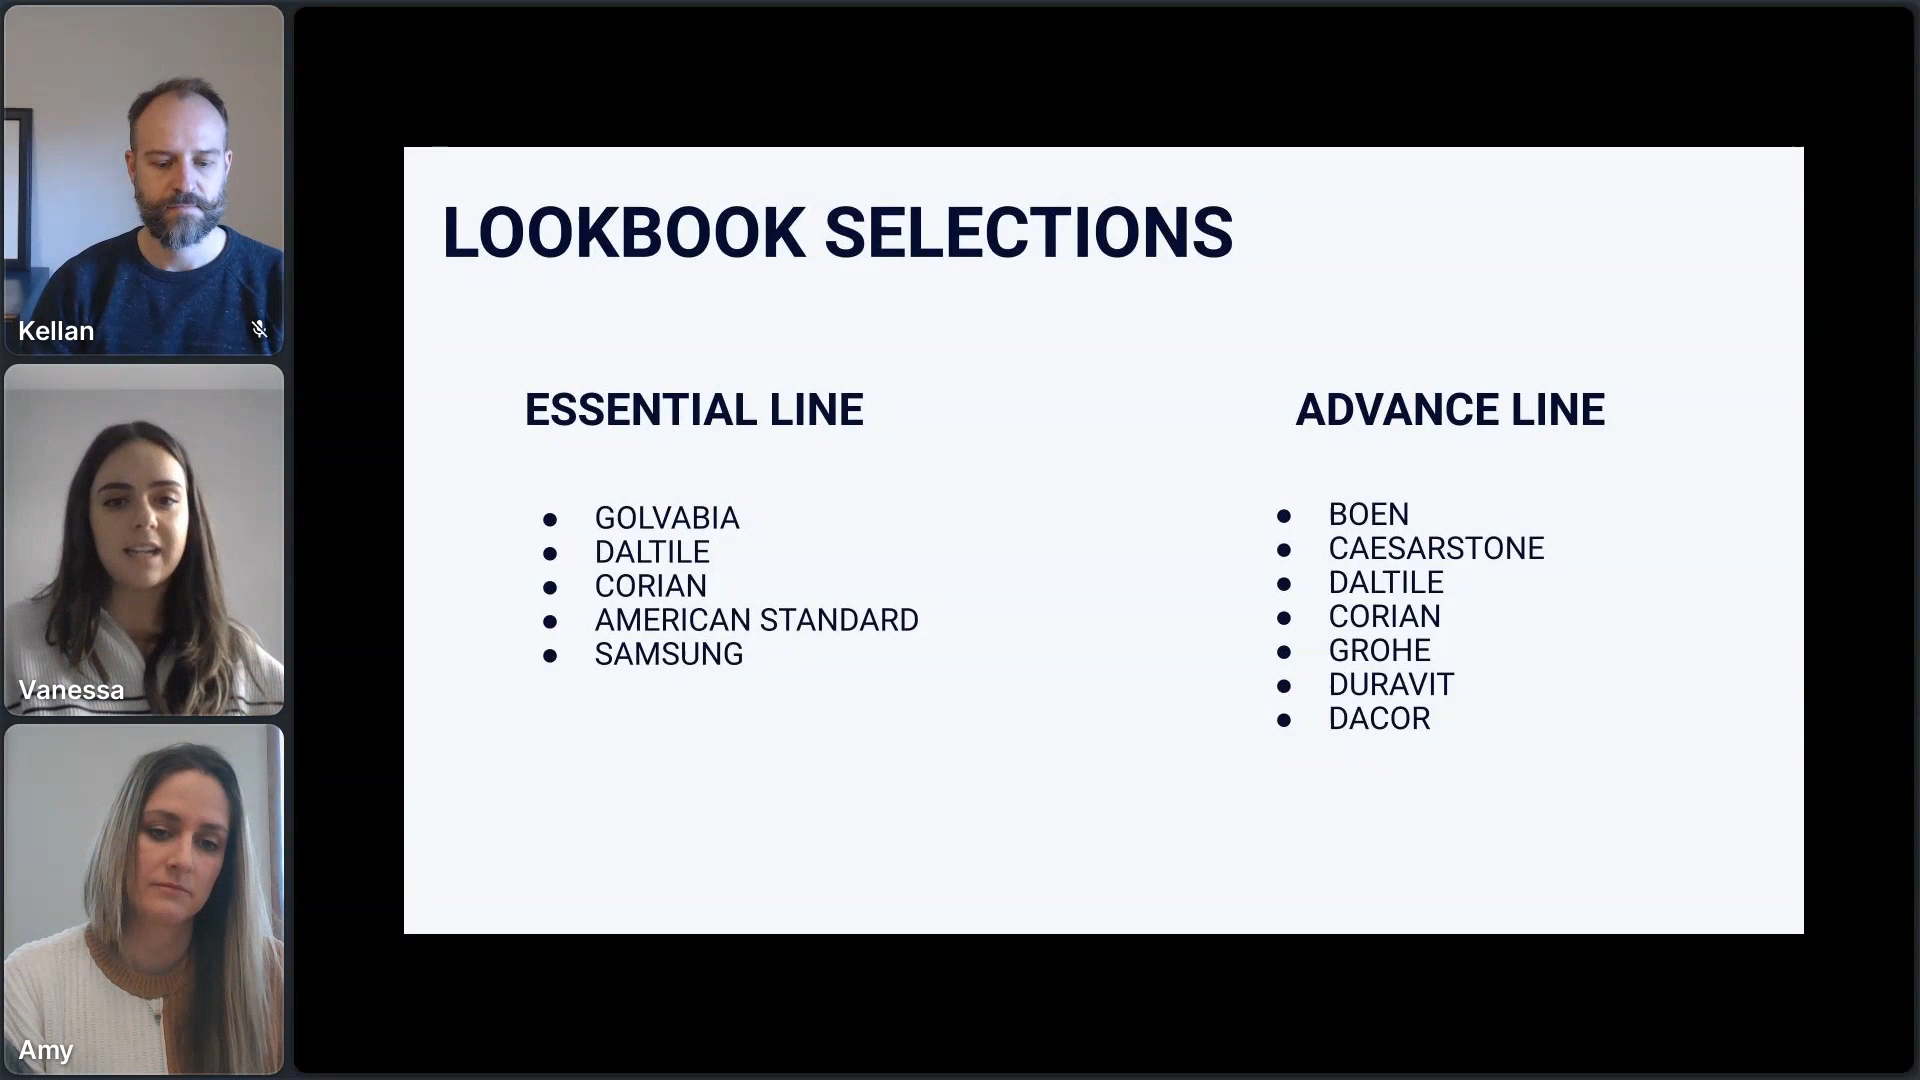 Kellan
Vanessa
Amy
LOOKBOOK SELECTIONS
ESSENTIAL LINE
● GOLVABIA
● DALTILE
● CORIAN
● AMERICAN STANDARD
● SAMSUNG
ADVANCE LINE
● BOEN
● CAESARSTONE
● DALTILE
● CORIAN
● GROHE
● DURAVIT
● DACOR